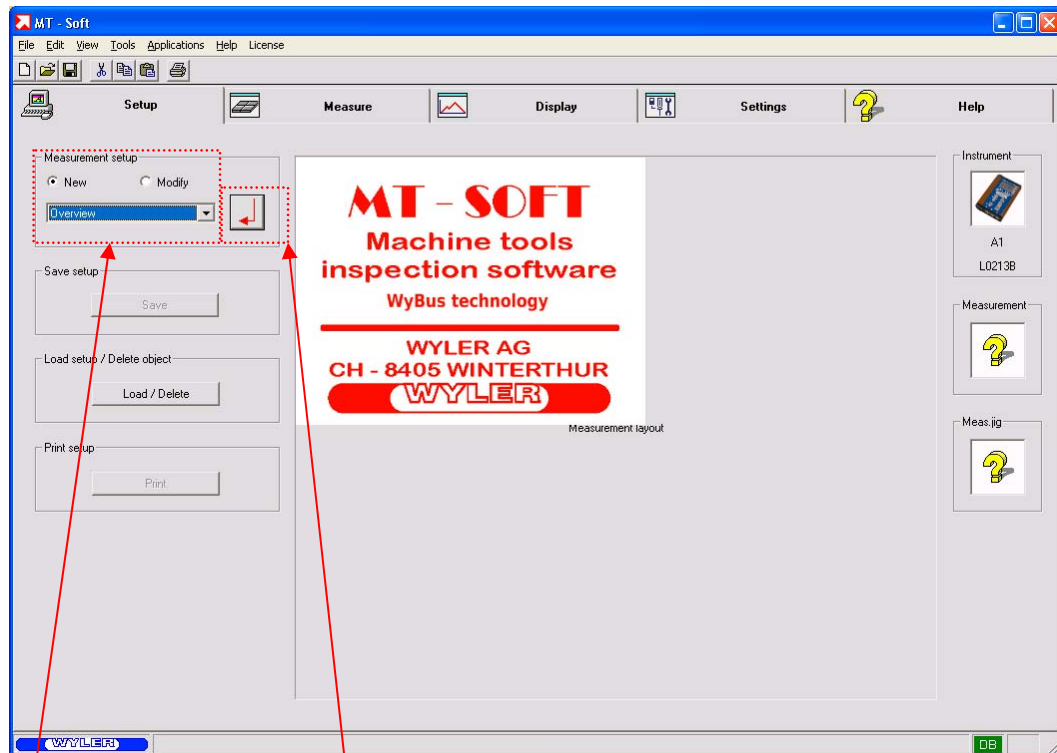 MT - Soft
File Edit View Tools Applications Help License
Setup Measure Display Settings Help
Measurement setup
New Modify
Overview
Save setup
Save
Load setup / Delete object
Load / Delete
Print setup
Print
MT – SOFT
Machine tools
inspection software
WyBus technology
WYLER AG
CH - 8405 WINTERTHUR
WYLER
Measurement layout
Instrument
A1
L0213B
Measurement
Meas.jig
WYLER
DB